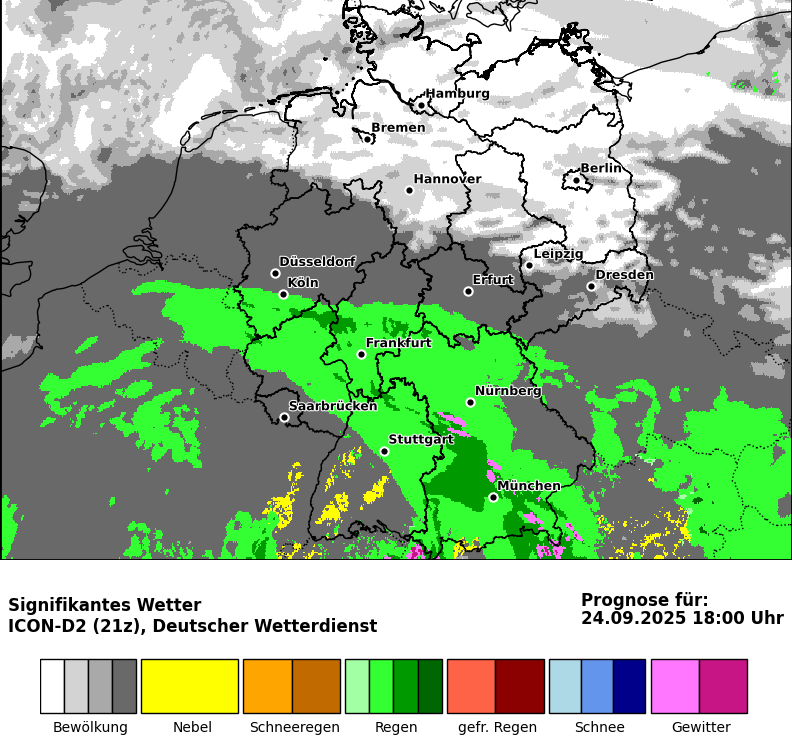 Hamburg
Bremen
Berlin
Hannover
Leipzig
Düsseldorf
Dresden
Köln
Erfurt
Frankfurt
Nürnberg
Saarbrücken
Stuttgart
München
Signifikantes Wetter
ICON-D2 (21z), Deutscher Wetterdienst
Prognose für:
24.09.2025 18:00 Uhr
Bewölkung
Nebel
Schneeregen
Regen
gefr. Regen
Schnee
Gewitter